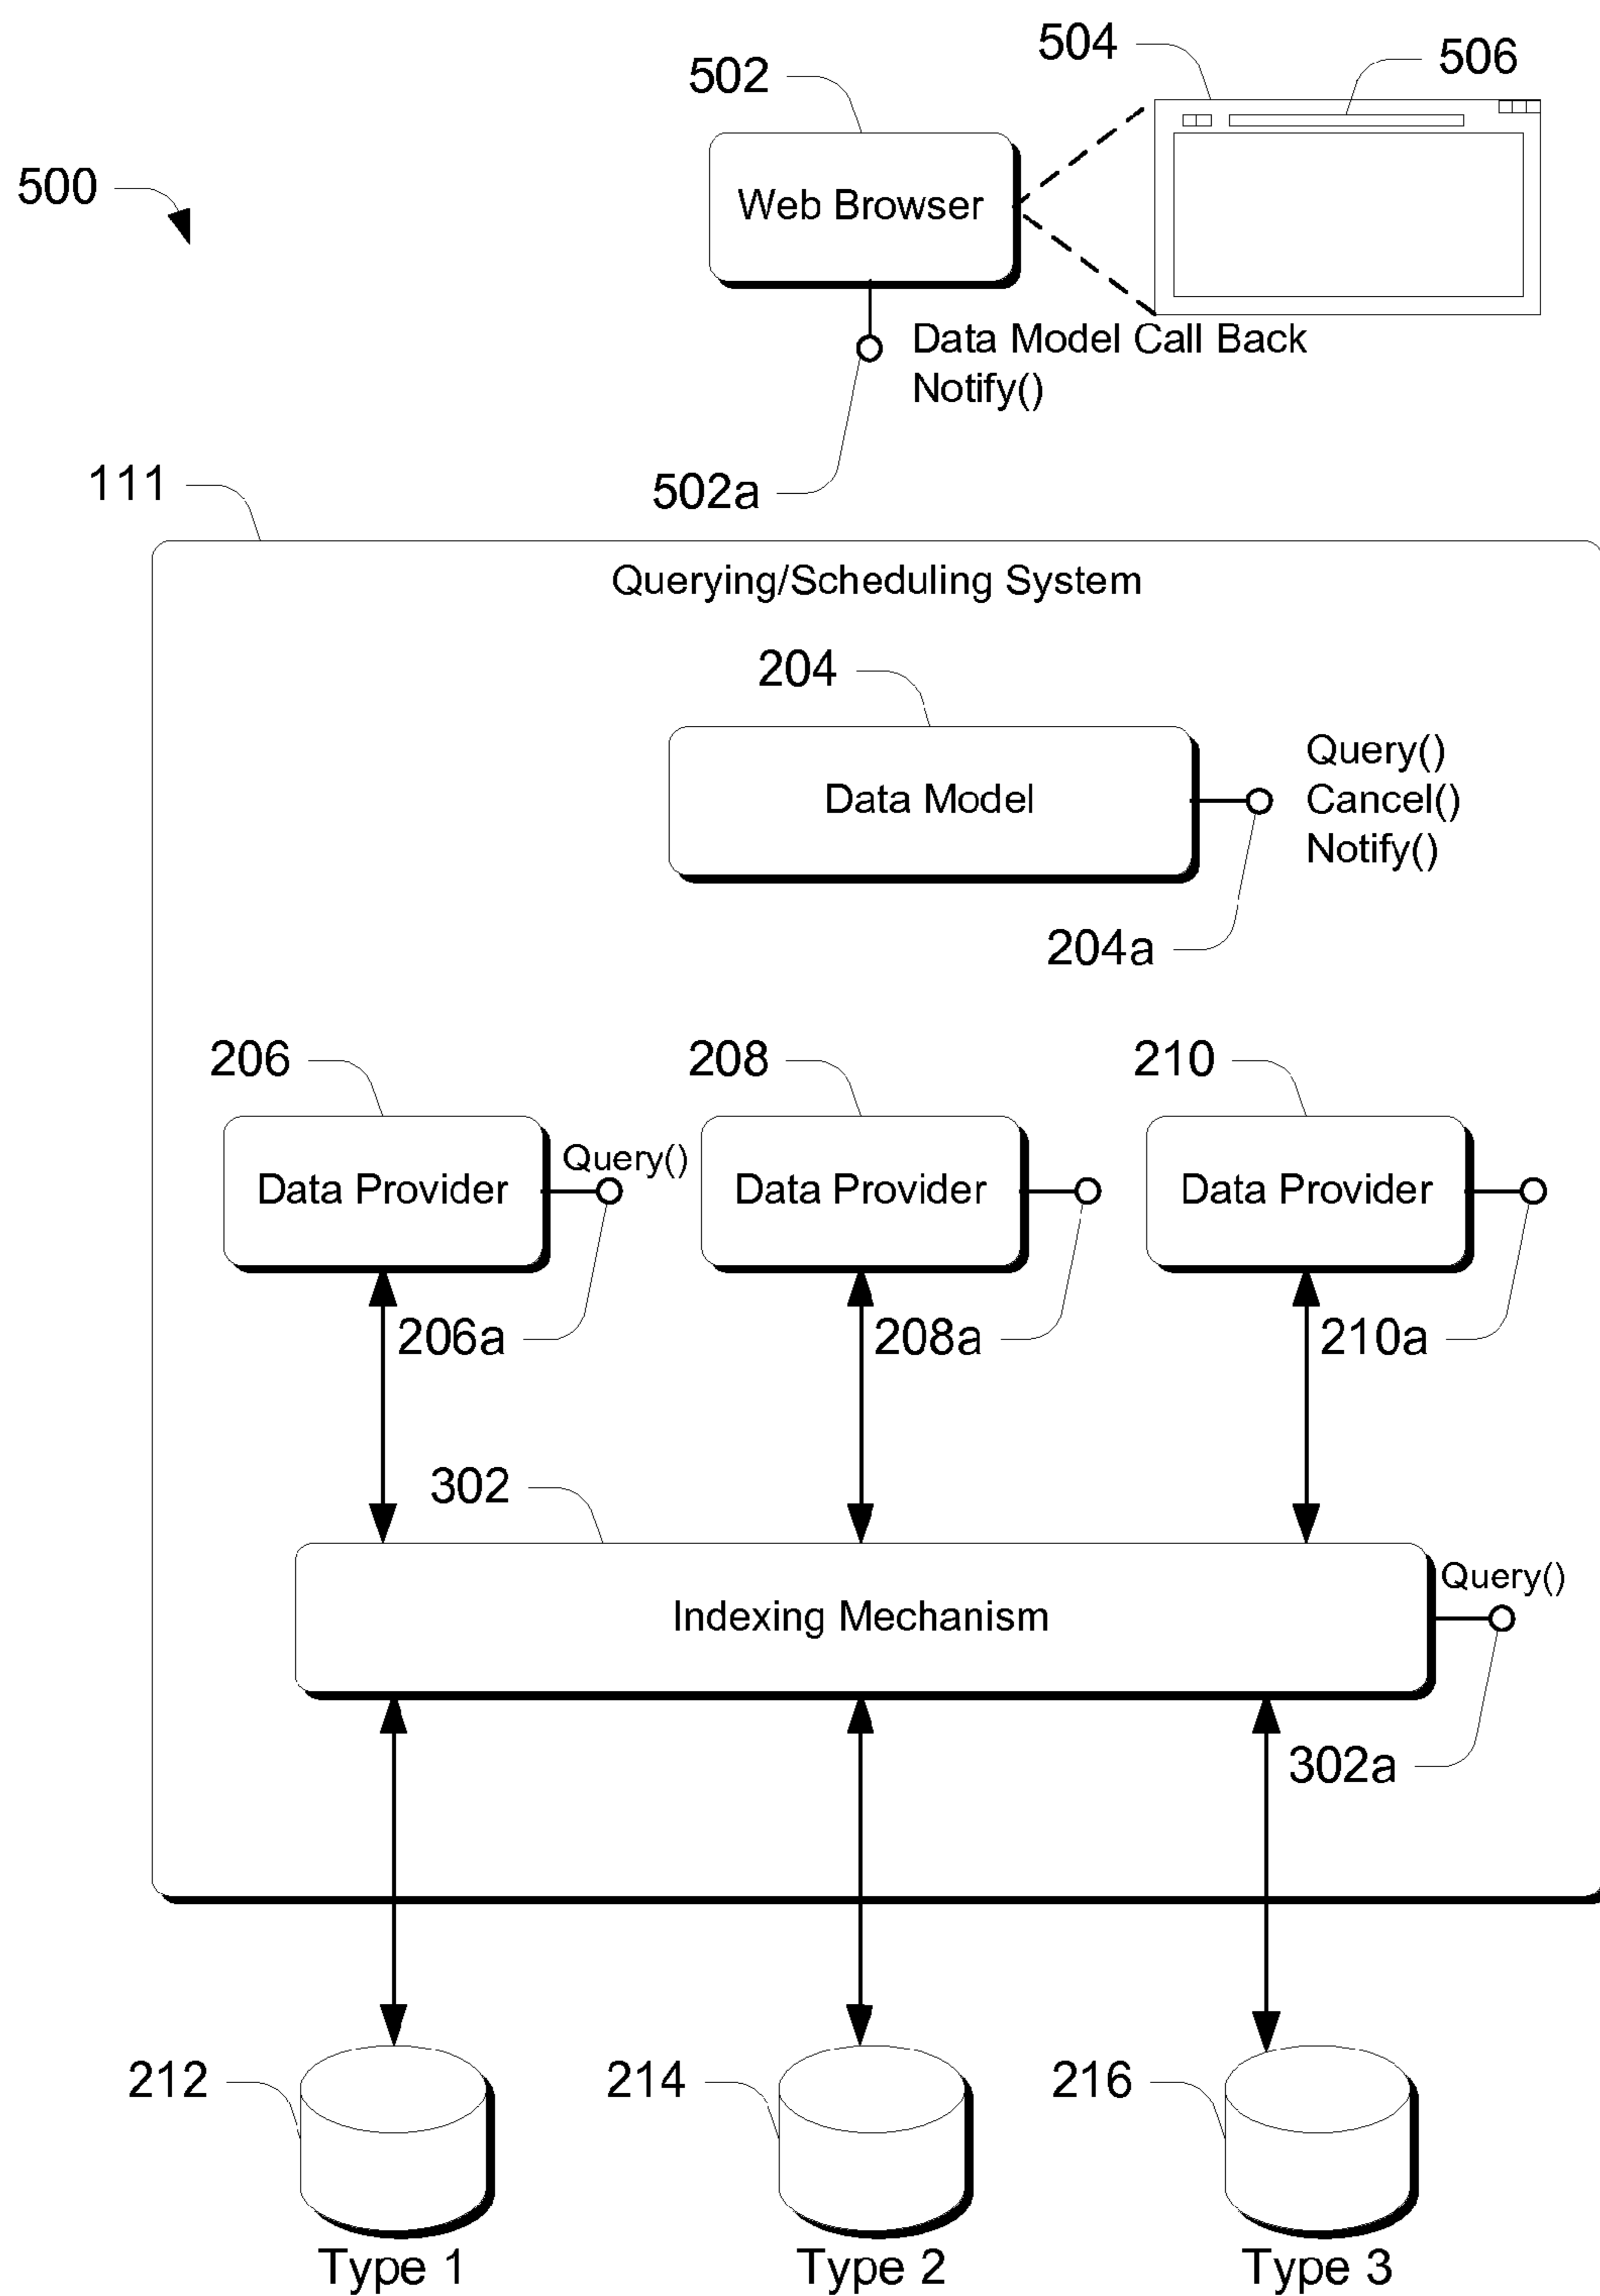 504
506
502
500
Web Browser
Data Model Call Back
Notify()
502a
111
Querying/Scheduling System
204
Query()
Data Model
Cancel()
Notify()
204a
206
208
210
Query()
Data Provider
Data Provider
Data Provider
206a
208a
210a
302
Query()
Indexing Mechanism
302a
212
214
216
Type 1
Type 2
Type 3